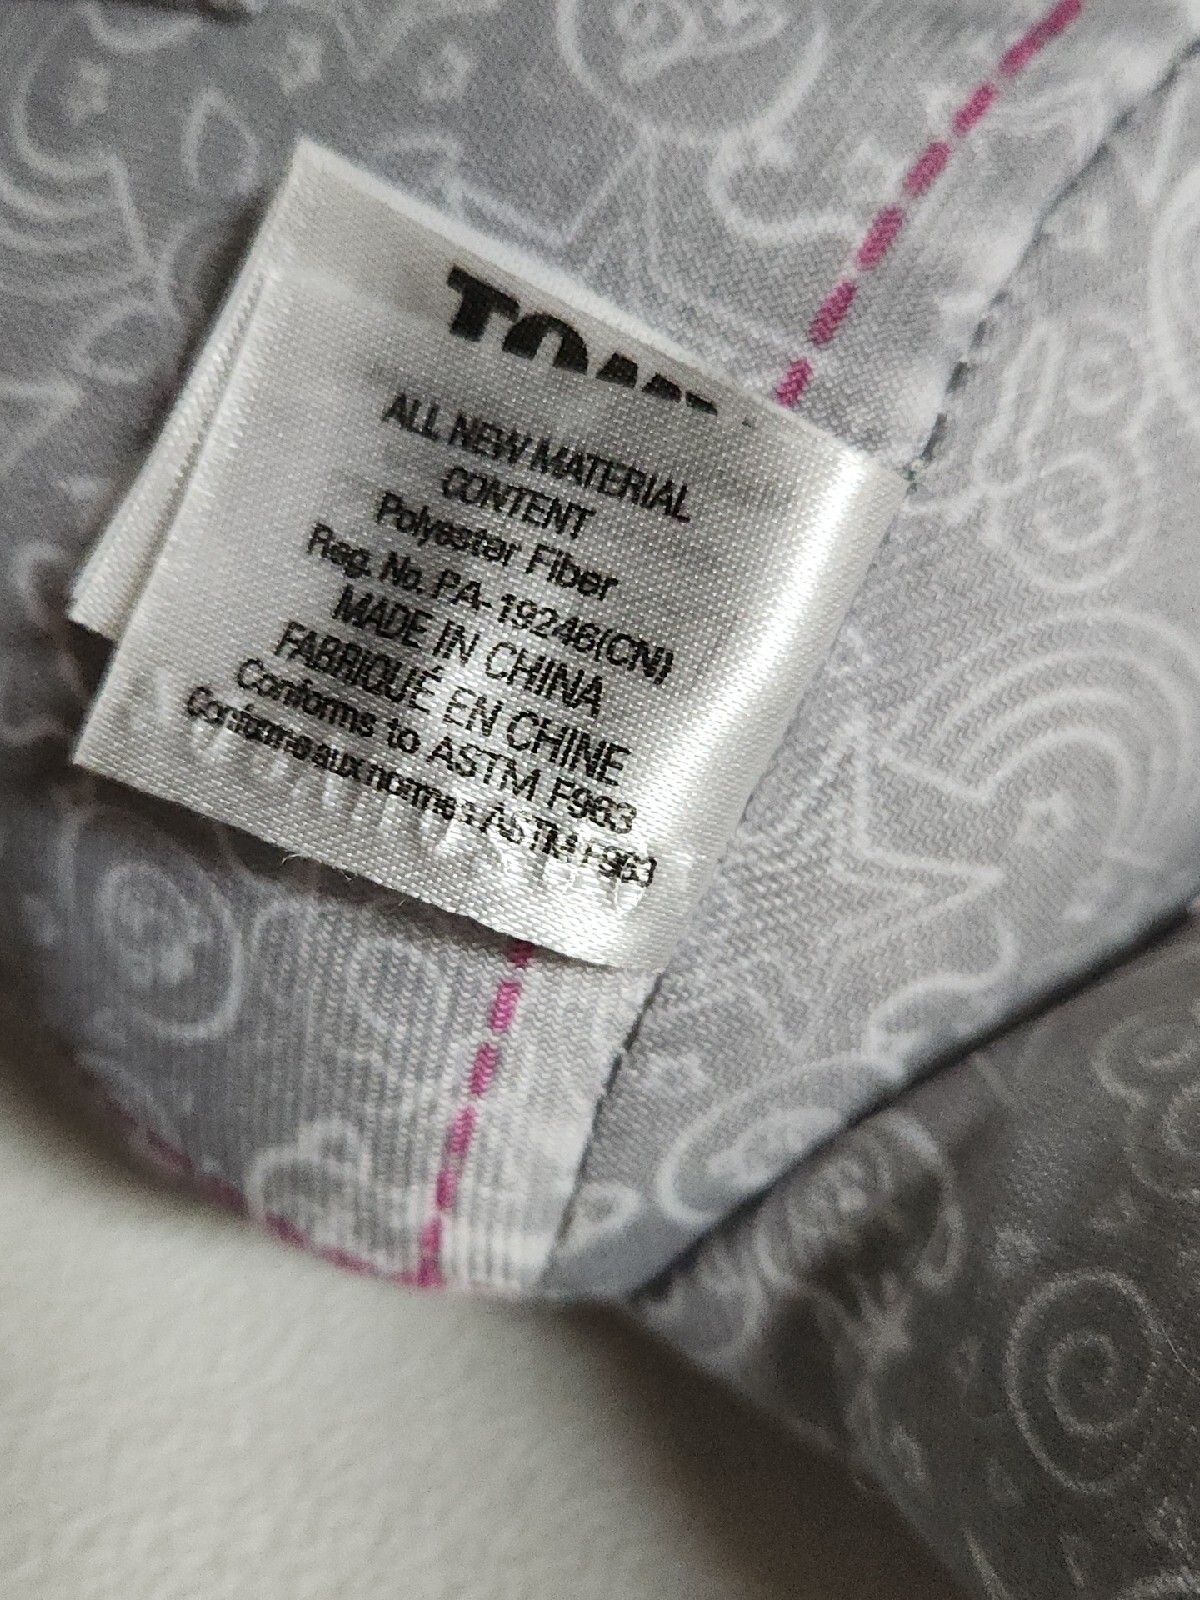 TOMY
ALL NEW MATERIAL
CONTENT
Polyester Fiber
Reg. No. PA-19246(CN)
MADE IN CHINA
FABRIQUÉ EN CHINE
Conforms to ASTM F963
Conforme aux normes ASTM F963